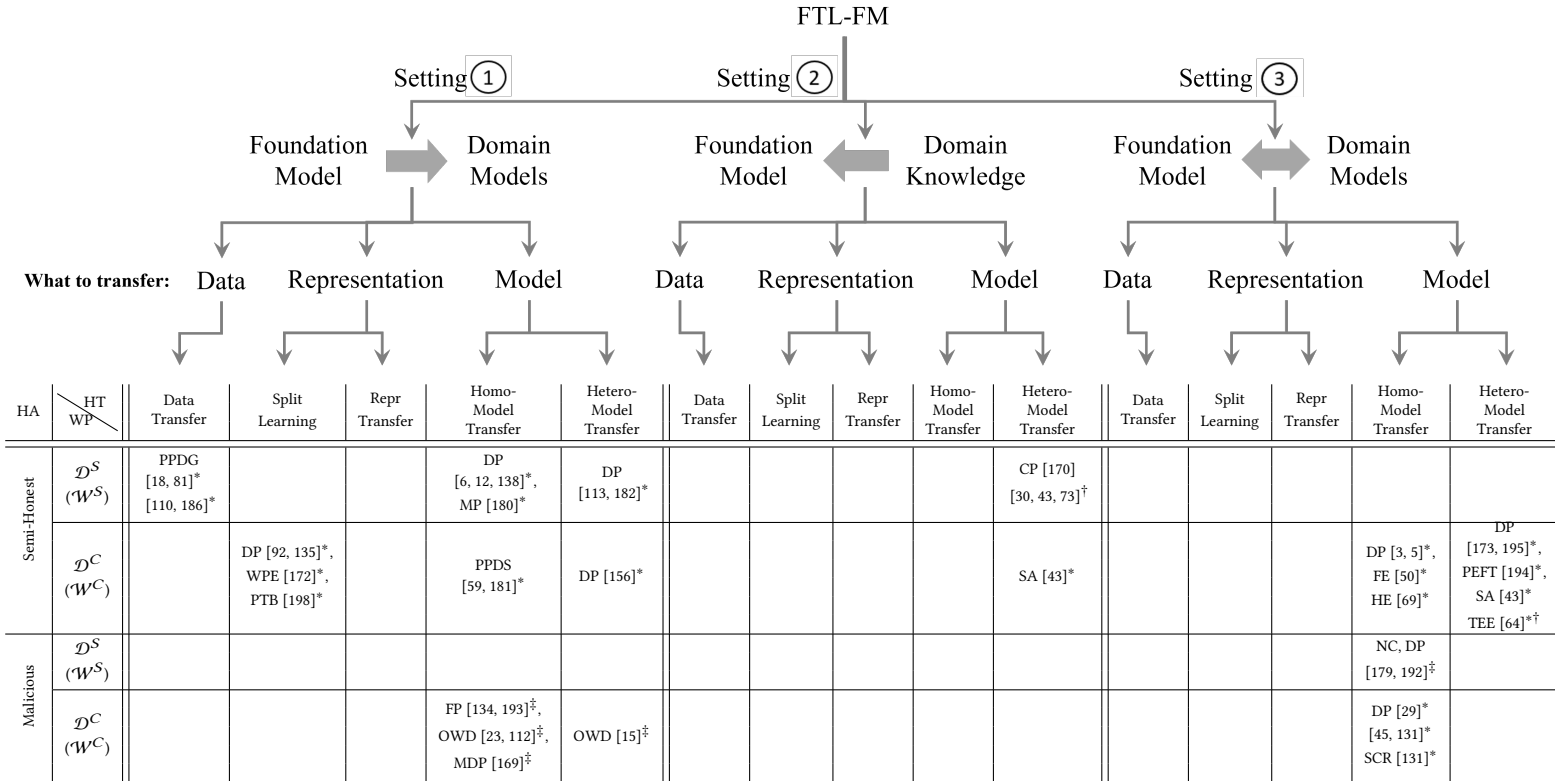 FTL-FM
Setting 1
Setting 2
Setting 3
Foundation Model
Domain Models
Foundation Model
Domain Knowledge
Foundation Model
Domain Models
What to transfer:
Data
Representation
Model
Data
Representation
Model
Data
Representation
Model
HA
HT
WP
Data Transfer
Split Learning
Repr Transfer
Homo-Model Transfer
Hetero-Model Transfer
Data Transfer
Split Learning
Repr Transfer
Homo-Model Transfer
Hetero-Model Transfer
Data Transfer
Split Learning
Repr Transfer
Homo-Model Transfer
Hetero-Model Transfer
Semi-Honest
𝒟^S
(𝒲^S)
PPDG
[18, 81]*
[110, 186]*
DP
[6, 12, 138]*,
MP [180]*
DP
[113, 182]*
CP [170]
[30, 43, 73]†
𝒟^C
(𝒲^C)
DP [92, 135]*,
WPE [172]*,
PTB [198]*
PPDS
[59, 181]*
DP [156]*
SA [43]*
DP [3, 5]*,
FE [50]*
HE [69]*
DP
[173, 195]*,
PEFT [194]*,
SA [43]*
TEE [64]*†
Malicious
𝒟^S
(𝒲^S)
NC, DP
[179, 192]‡
𝒟^C
(𝒲^C)
FP [134, 193]‡,
OWD [23, 112]‡,
MDP [169]‡
OWD [15]‡
DP [29]*
[45, 131]*
SCR [131]*